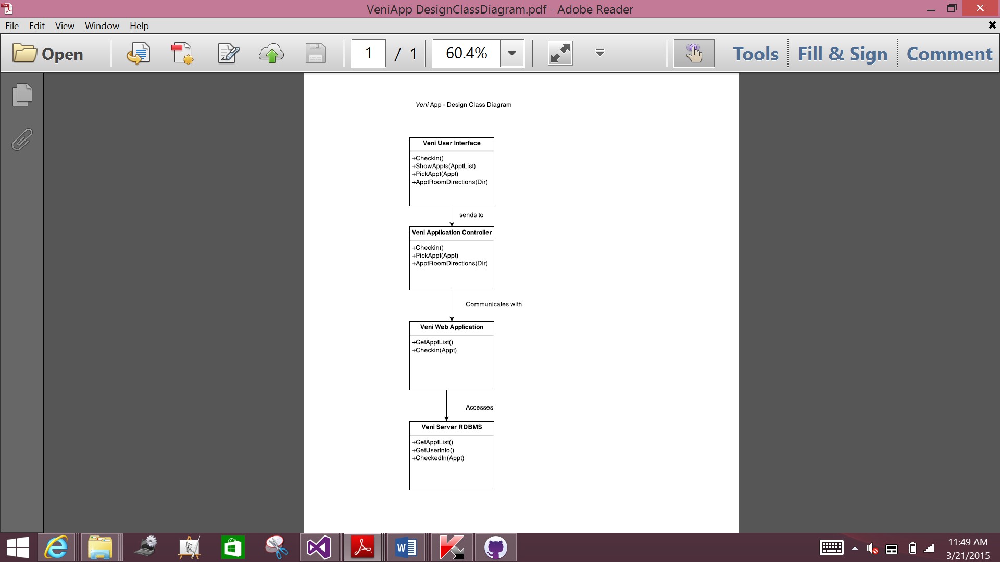 VeniApp DesignClassDiagram.pdf - Adobe Reader
File Edit View Window Help
Open 1 / 1 60.4% Tools Fill & Sign Comment
Veni App - Design Class Diagram
Veni User Interface
+Checkin()
+ShowAppts(ApptList)
+PickAppt(Appt)
+ApptRoomDirections(Dir)
sends to
Veni Application Controller
+Checkin()
+PickAppt(Appt)
+ApptRoomDirections(Dir)
Communicates with
Veni Web Application
+GetApptList()
+Checkin(Appt)
Accesses
Veni Server RDBMS
+GetApptList()
+GetUserInfo()
+CheckedIn(Appt)
11:49 AM
3/21/2015